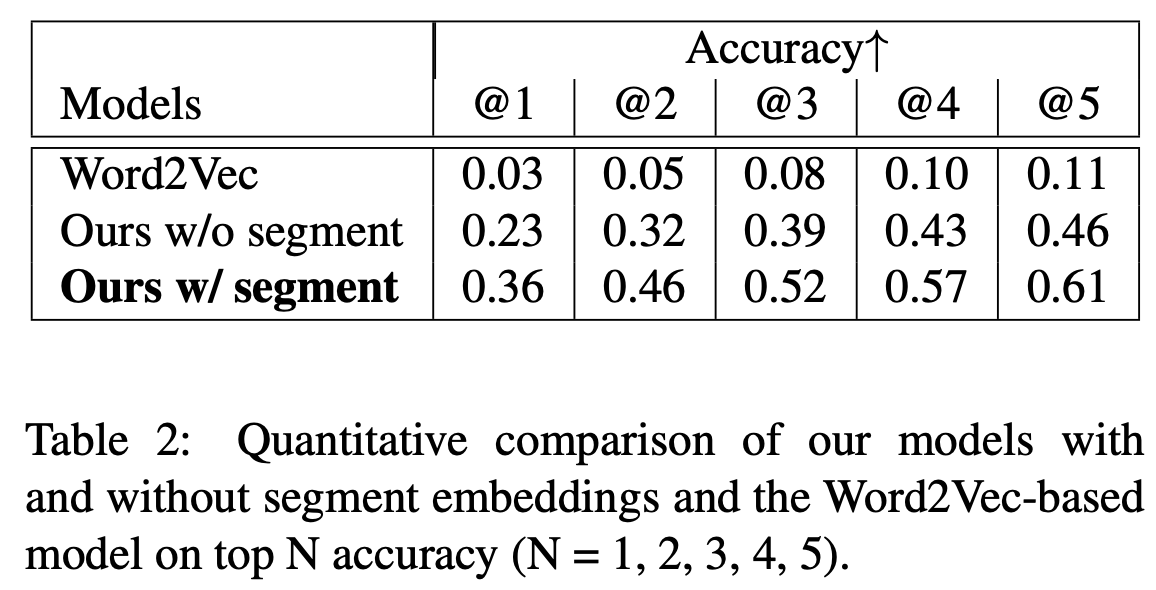 Accuracy↑
Models @1 @2 @3 @4 @5
Word2Vec 0.03 0.05 0.08 0.10 0.11
Ours w/o segment 0.23 0.32 0.39 0.43 0.46
Ours w/ segment 0.36 0.46 0.52 0.57 0.61
Table 2: Quantitative comparison of our models with
and without segment embeddings and the Word2Vec-based
model on top N accuracy (N = 1, 2, 3, 4, 5).